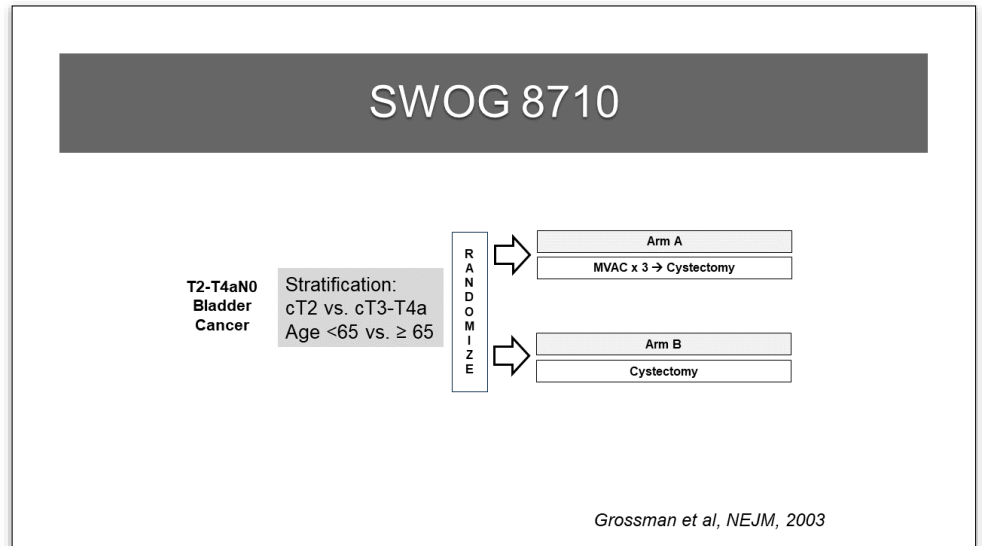 SWOG 8710
T2-T4aN0
Bladder
Cancer
Stratification:
cT2 vs. cT3-T4a
Age <65 vs. ≥ 65
R
A
N
D
O
M
I
Z
E
Arm A
MVAC x 3 → Cystectomy
Arm B
Cystectomy
Grossman et al, NEJM, 2003